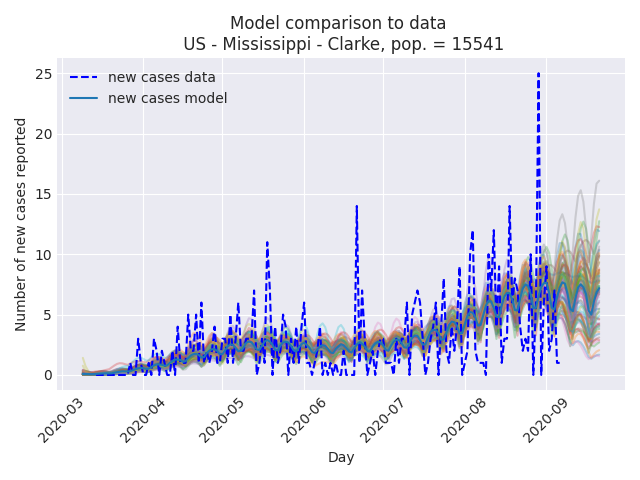 Model comparison to data
US - Mississippi - Clarke, pop. = 15541
new cases data
new cases model
Number of new cases reported
25
20
15
10
5
0
2020-03
2020-04
2020-05
2020-06
2020-07
2020-08
2020-09
Day